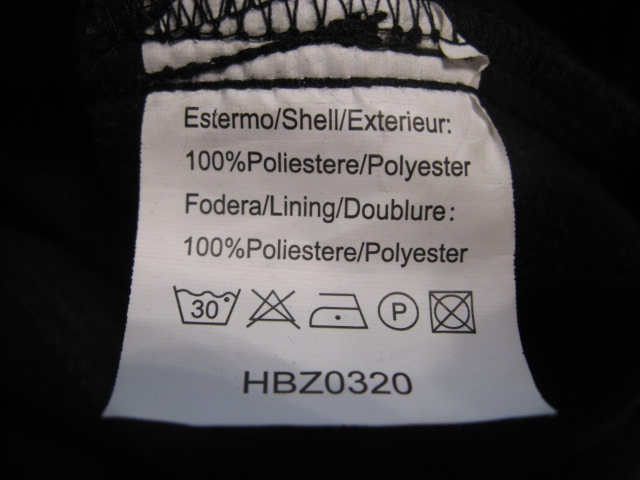 Estermo/Shell/Exterieur:
100%Poliestere/Polyester
Fodera/Lining/Doublure:
100%Poliestere/Polyester
30° P
HBZ0320